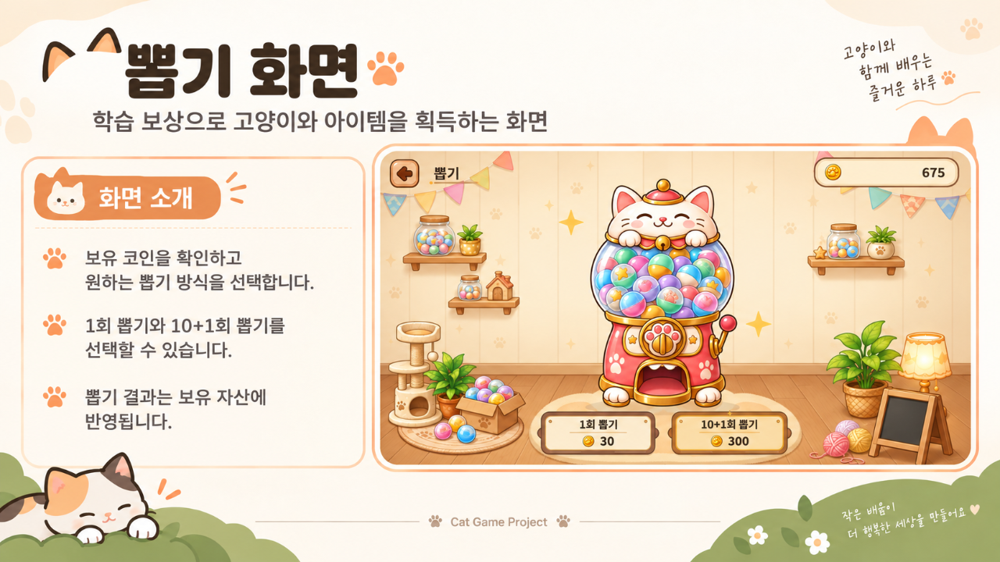 뽑기 화면
학습 보상으로 고양이와 아이템을 획득하는 화면
고양이와
함께 배우는
즐거운 하루
화면 소개
보유 코인을 확인하고
원하는 뽑기 방식을 선택합니다.
1회 뽑기와 10+1회 뽑기를
선택할 수 있습니다.
뽑기 결과는 보유 자산에
반영됩니다.
뽑기
675
1회 뽑기
30
10+1회 뽑기
300
Cat Game Project
작은 배움이
더 행복한 세상을 만들어요